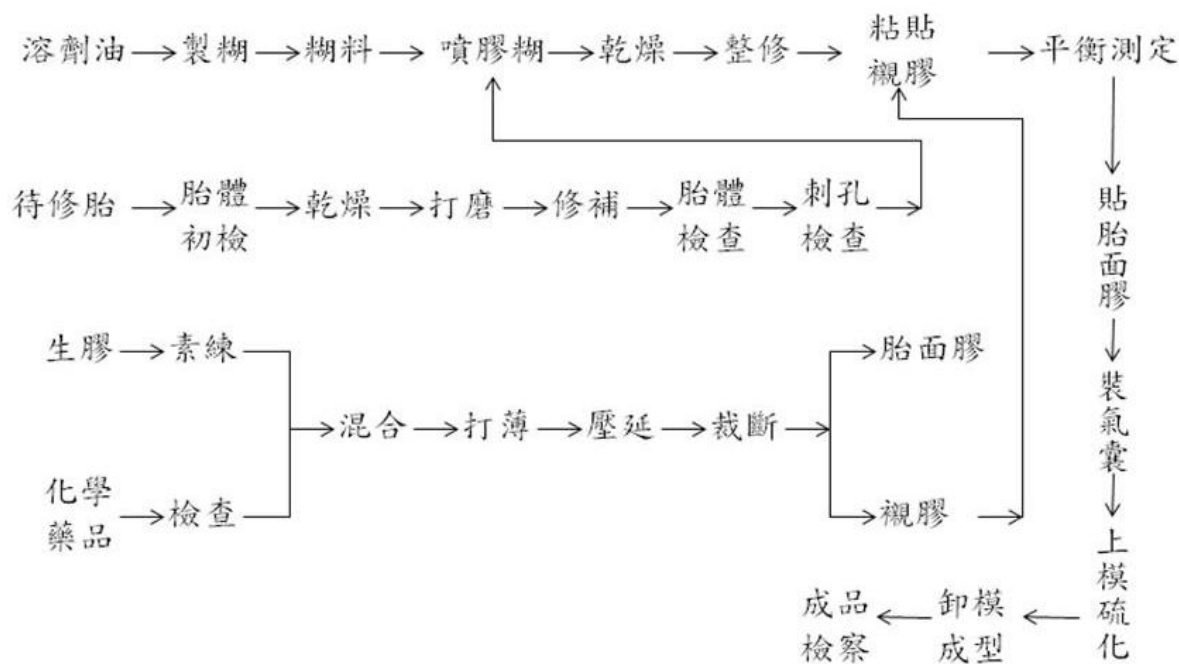 溶劑油 製糊 糊料 噴膠糊 乾燥 整修 粘貼襯膠 平衡測定
待修胎 胎體初檢 乾燥 打磨 修補 胎體檢查 刺孔檢查
貼胎面膠
生膠 素練
胎面膠
混合 打薄 壓延 裁斷
裝氣囊
化學藥品 檢查
襯膠
上模硫化
卸模成型
成品檢察